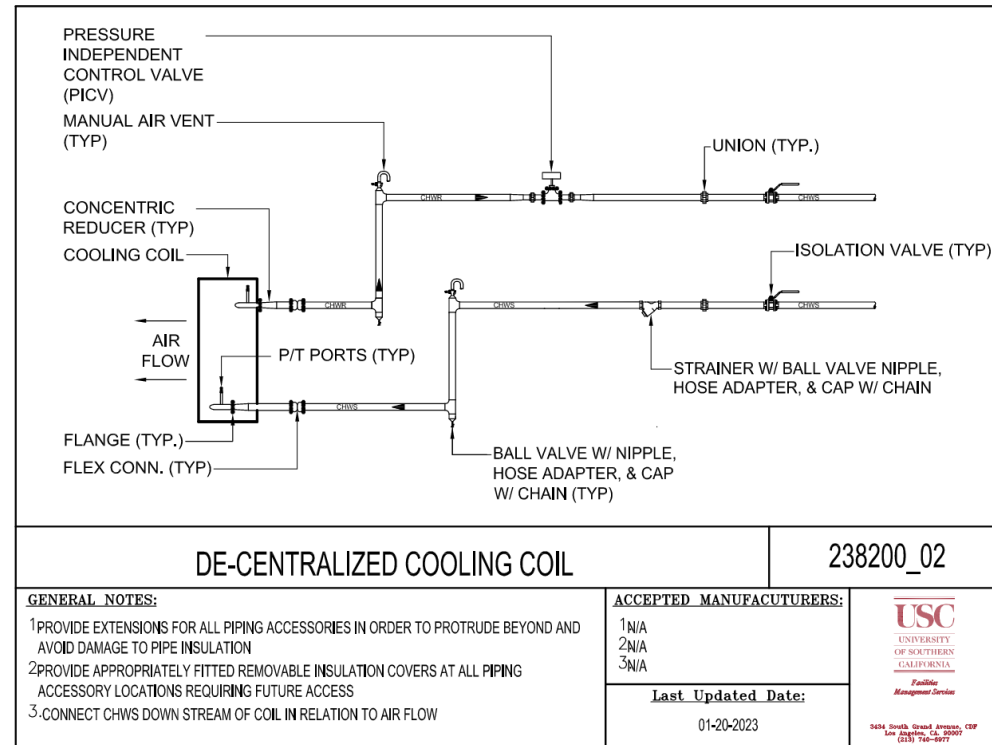 PRESSURE
INDEPENDENT
CONTROL VALVE
(PICV)
MANUAL AIR VENT
(TYP)
UNION (TYP.)
CHWR
CHWS
CONCENTRIC
REDUCER (TYP)
COOLING COIL
ISOLATION VALVE (TYP)
CHWR
CHWS
CHWS
AIR
FLOW
P/T PORTS (TYP)
STRAINER W/ BALL VALVE NIPPLE,
HOSE ADAPTER, & CAP W/ CHAIN
CHWS
FLANGE (TYP.)
FLEX CONN. (TYP)
BALL VALVE W/ NIPPLE,
HOSE ADAPTER, & CAP
W/ CHAIN (TYP)
DE-CENTRALIZED COOLING COIL
238200_02
GENERAL NOTES:
1PROVIDE EXTENSIONS FOR ALL PIPING ACCESSORIES IN ORDER TO PROTRUDE BEYOND AND
AVOID DAMAGE TO PIPE INSULATION
2PROVIDE APPROPRIATELY FITTED REMOVABLE INSULATION COVERS AT ALL PIPING
ACCESSORY LOCATIONS REQUIRING FUTURE ACCESS
3.CONNECT CHWS DOWN STREAM OF COIL IN RELATION TO AIR FLOW
ACCEPTED MANUFACUTURERS:
1N/A
2N/A
3N/A
Last Updated Date:
01-20-2023
USC
UNIVERSITY
OF SOUTHERN
CALIFORNIA
Facilities
Management Services
3434 South Grand Avenue, CDF
Los Angeles, CA. 90007
(213) 740-6977